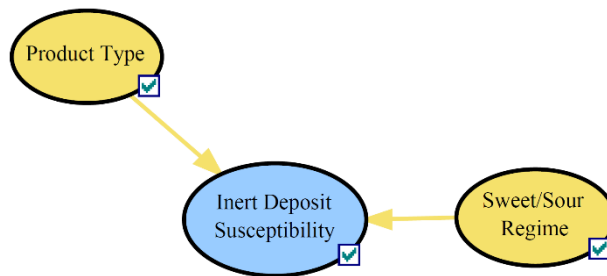 Product Type
Inert Deposit
Susceptibility
Sweet/Sour
Regime